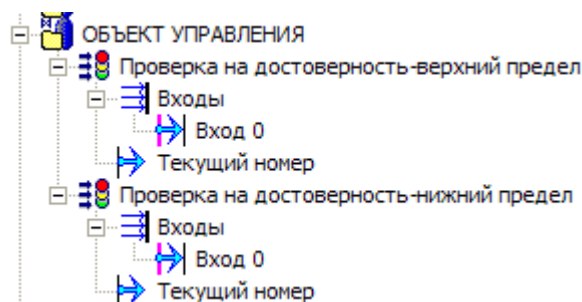 ОБЪЕКТ УПРАВЛЕНИЯ
Проверка на достоверность-верхний предел
Входы
Вход 0
Текущий номер
Проверка на достоверность-нижний предел
Входы
Вход 0
Текущий номер